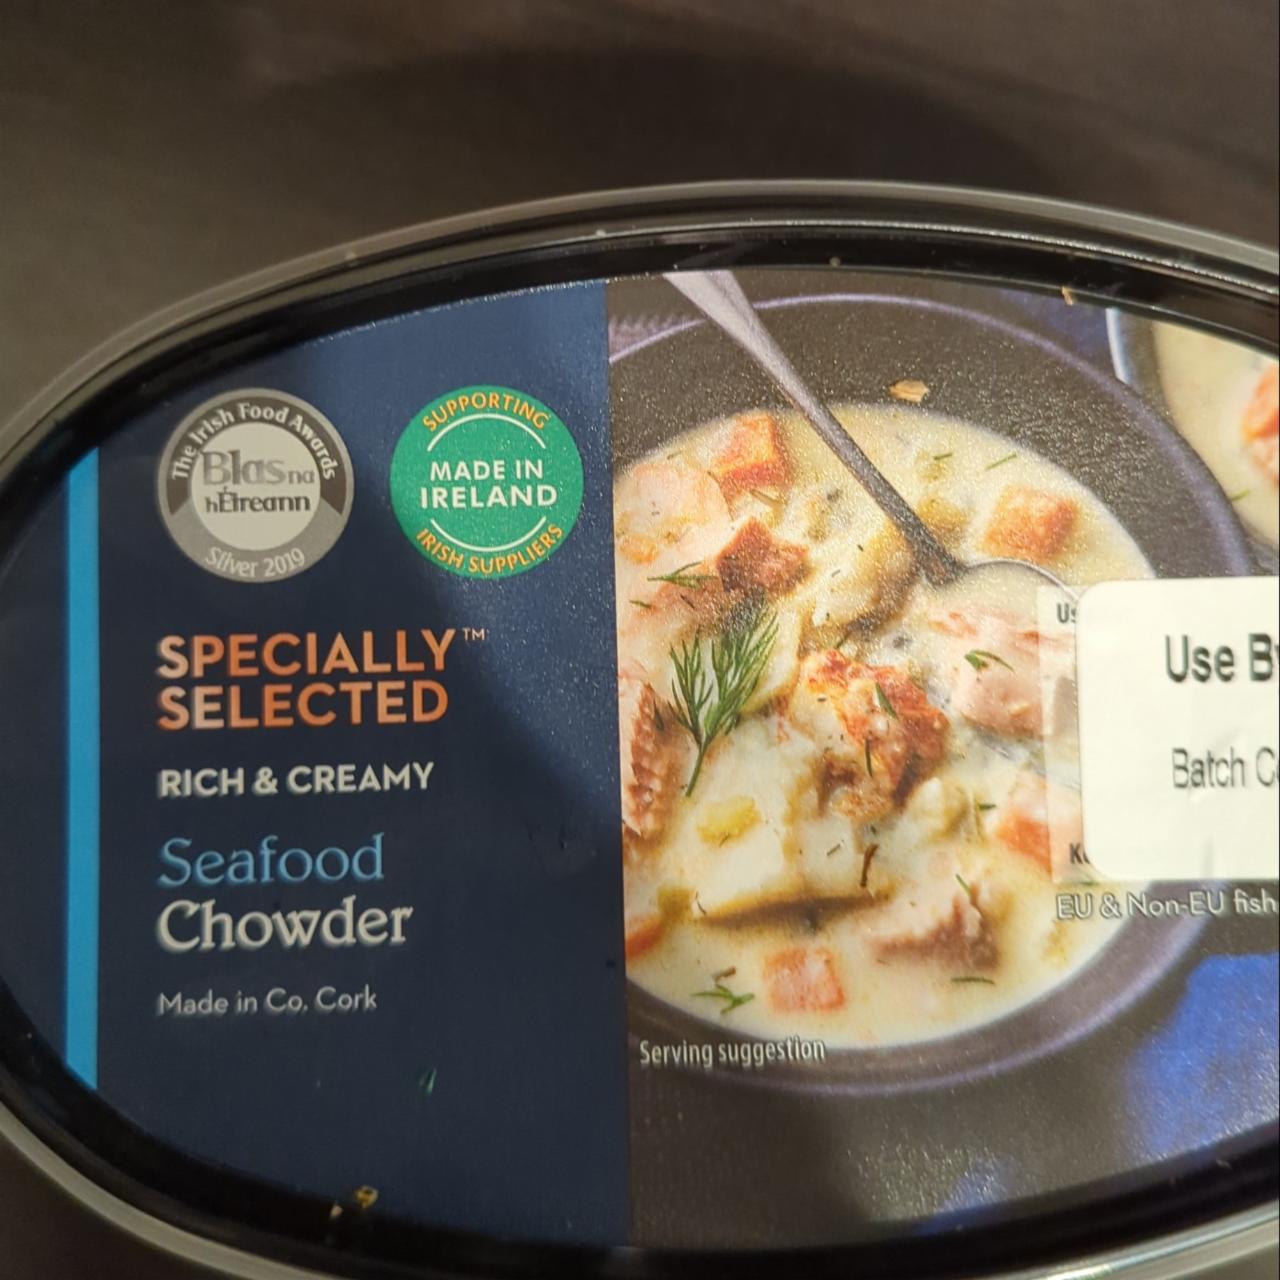 The Irish Food Awards
Blas na
hÉireann
Silver 2019
SUPPORTING
MADE IN
IRELAND
IRISH SUPPLIERS
SPECIALLY™
SELECTED
RICH & CREAMY
Seafood
Chowder
Made in Co. Cork
Serving suggestion
Use By
Batch
EU & Non-EU fish